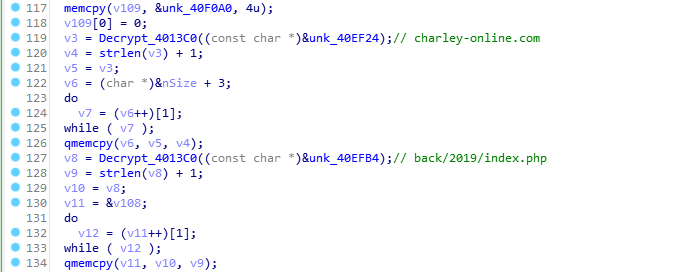 117 memcpy(v109, &unk_40F0A0, 4u);
118 v109[0] = 0;
119 v3 = Decrypt_4013C0((const char *)&unk_40EF24);// charley-online.com
120 v4 = strlen(v3) + 1;
121 v5 = v3;
122 v6 = (char *)&nSize + 3;
123 do
124 v7 = (v6++)[1];
125 while ( v7 );
126 qmemcpy(v6, v5, v4);
127 v8 = Decrypt_4013C0((const char *)&unk_40EFB4);// back/2019/index.php
128 v9 = strlen(v8) + 1;
129 v10 = v8;
130 v11 = &v108;
131 do
132 v12 = (v11++)[1];
133 while ( v12 );
134 qmemcpy(v11, v10, v9);